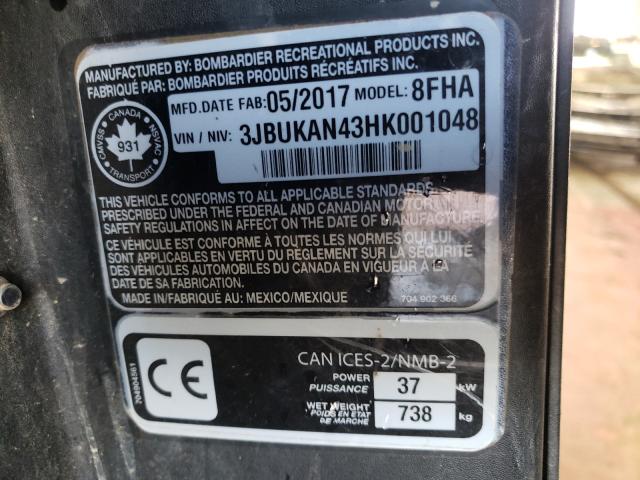 MANUFACTURED BY: BOMBARDIER RECREATIONAL PRODUCTS INC.
FABRIQUÉ PAR: BOMBARDIER PRODUITS RÉCRÉATIFS INC.
MFD.DATE FAB: 05/2017 MODEL: 8FHA
CANADA
CMVSS
NSVAC
931
TRANSPORT
VIN / NIV: 3JBUKAN43HK001048
THIS VEHICLE CONFORMS TO ALL APPLICABLE STANDARDS
PRESCRIBED UNDER THE FEDERAL AND CANADIAN MOTOR
SAFETY REGULATIONS IN AFFECT ON THE DATE OF MANUFACTURE.
CE VÉHICULE EST CONFORME À TOUTES LES NORMES QUI LUI
SONT APPLICABLES EN VERTU DU RÈGLEMENT SUR LA SÉCURITÉ
DES VÉHICULES AUTOMOBILES DU CANADA EN VIGUEUR À LA
DATE DE SA FABRICATION.
MADE IN/FABRIQUÉ AU: MEXICO/MEXIQUE
704 902 366
704904561
CE
CAN ICES-2/NMB-2
POWER
PUISSANCE
37
kW
WET WEIGHT
POIDS EN ÉTAT
DE MARCHE
738
kg